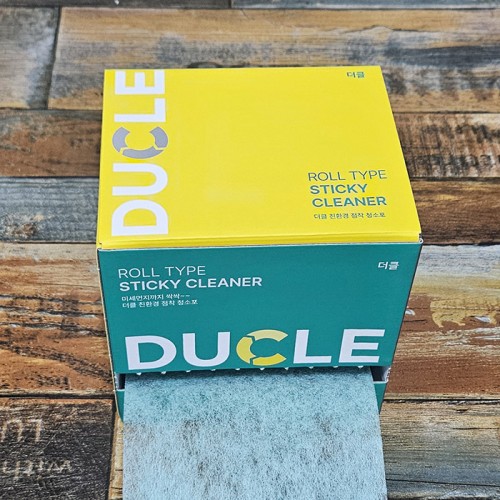 더클
DUCLE
ROLL TYPE
STICKY
CLEANER
더클 친환경 점착 청소포
ROLL TYPE
STICKY CLEANER
더클
미세먼지까지 싹싹~~
더클 친환경 점착 청소포
DUCLE